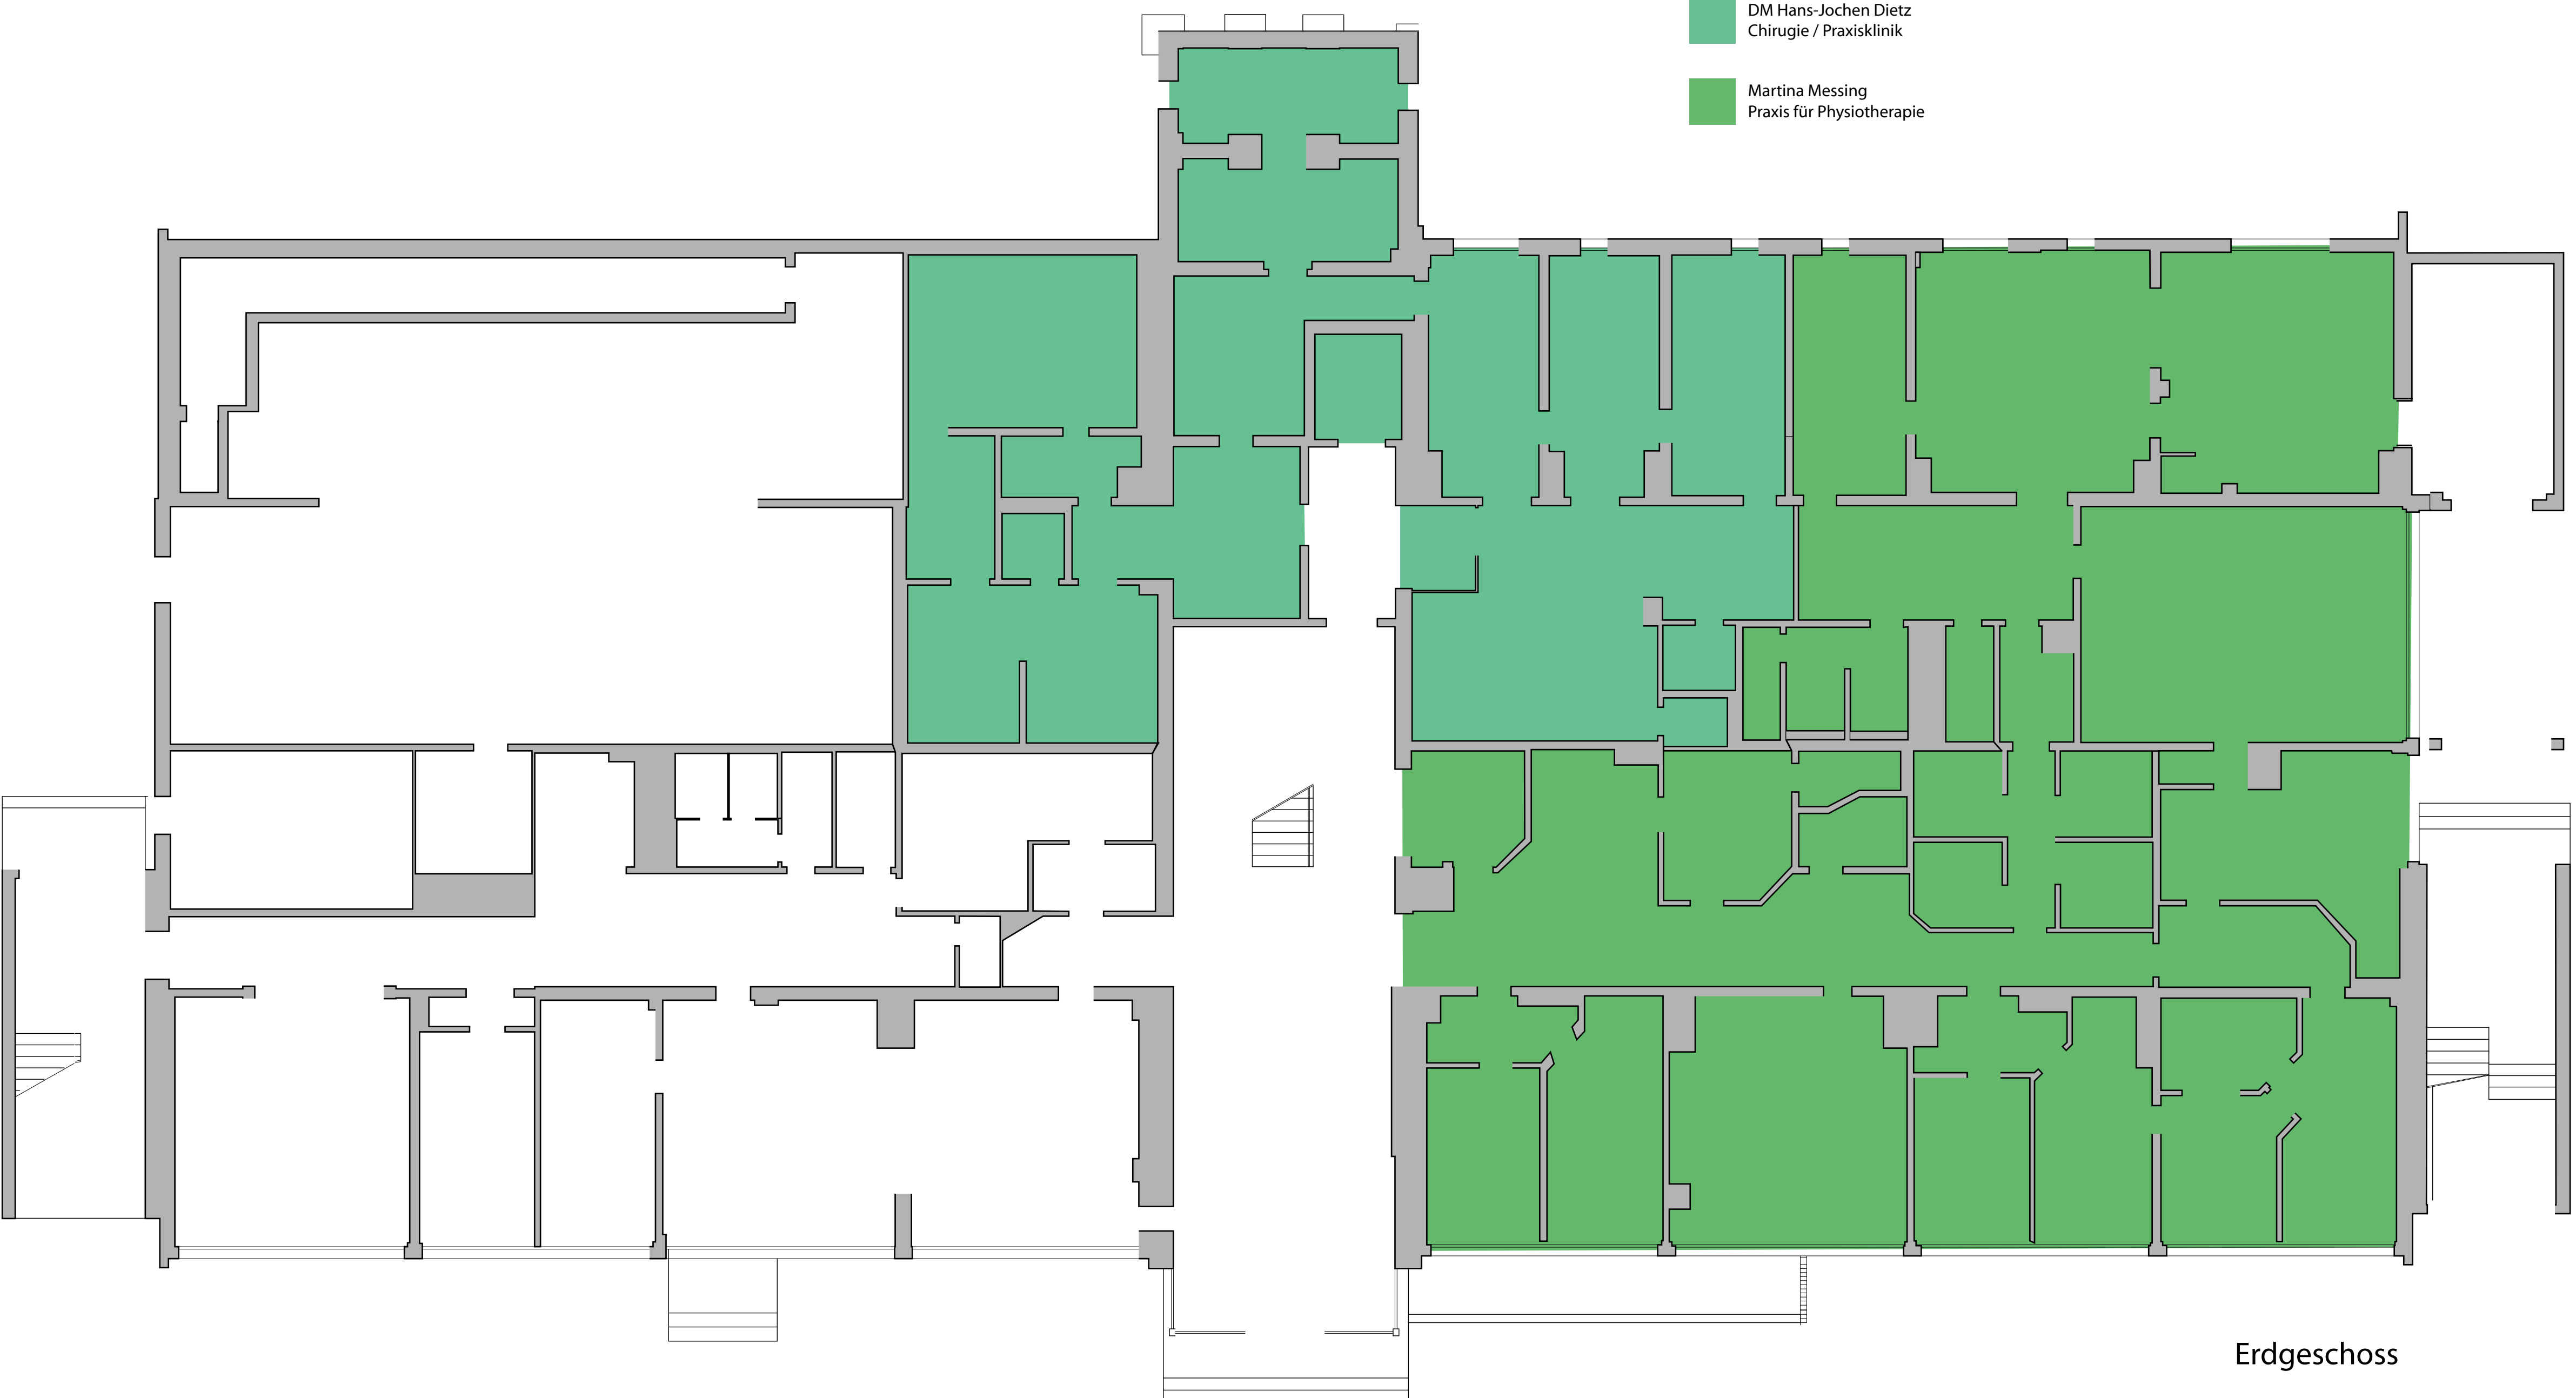 DM Hans-Jochen Dietz
Chirugie / Praxisklinik
Martina Messing
Praxis für Physiotherapie
Erdgeschoss